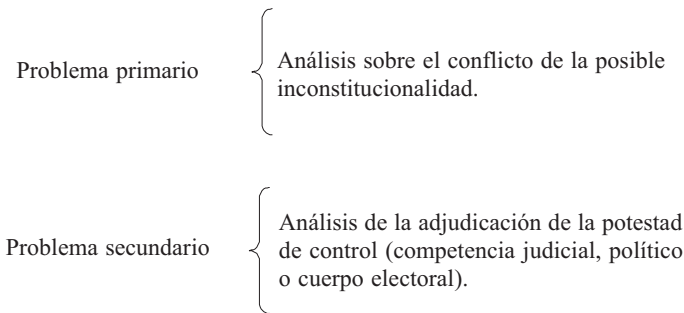 Problema primario
Análisis sobre el conflicto de la posible
inconstitucionalidad.
Problema secundario
Análisis de la adjudicación de la potestad
de control (competencia judicial, político
o cuerpo electoral).